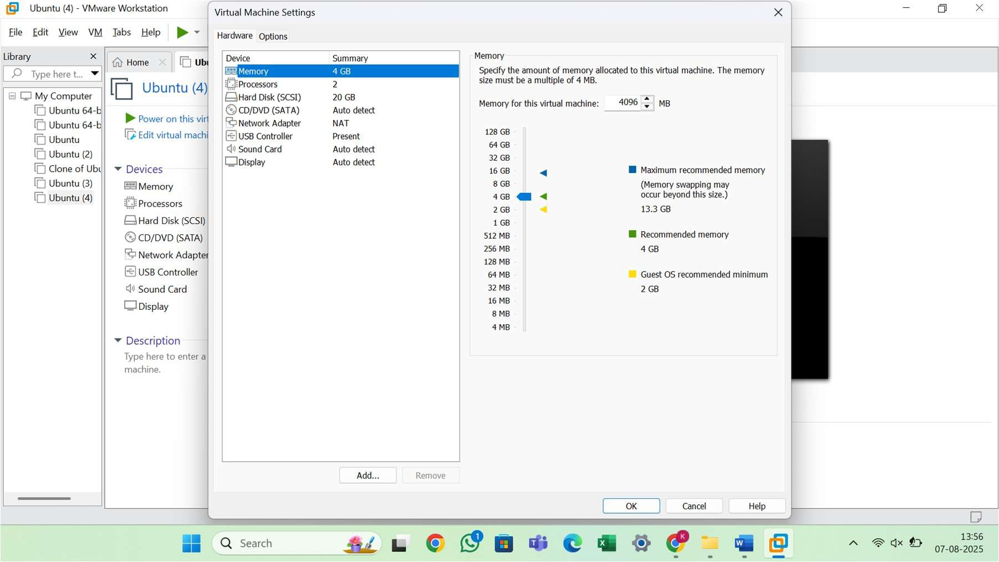 Ubuntu (4) - VMware Workstation
File Edit View VM Tabs Help
Library
Type here t...
My Computer
Ubuntu 64-b
Ubuntu 64-b
Ubuntu
Ubuntu (2)
Clone of Ubu
Ubuntu (3)
Ubuntu (4)
Home
Ubu
Ubuntu (4)
Power on this virt
Edit virtual machi
Devices
Memory
Processors
Hard Disk (SCSI)
CD/DVD (SATA)
Network Adapter
USB Controller
Sound Card
Display
Description
Type here to enter a
machine.
Virtual Machine Settings
Hardware Options
Device Summary
Memory 4 GB
Processors 2
Hard Disk (SCSI) 20 GB
CD/DVD (SATA) Auto detect
Network Adapter NAT
USB Controller Present
Sound Card Auto detect
Display Auto detect
Add... Remove
Memory
Specify the amount of memory allocated to this virtual machine. The memory
size must be a multiple of 4 MB.
Memory for this virtual machine: 4096 MB
128 GB
64 GB
32 GB
16 GB
8 GB
4 GB
2 GB
1 GB
512 MB
256 MB
128 MB
64 MB
32 MB
16 MB
8 MB
4 MB
Maximum recommended memory
(Memory swapping may
occur beyond this size.)
13.3 GB
Recommended memory
4 GB
Guest OS recommended minimum
2 GB
OK Cancel Help
Search
1
K
13:56
07-08-2025